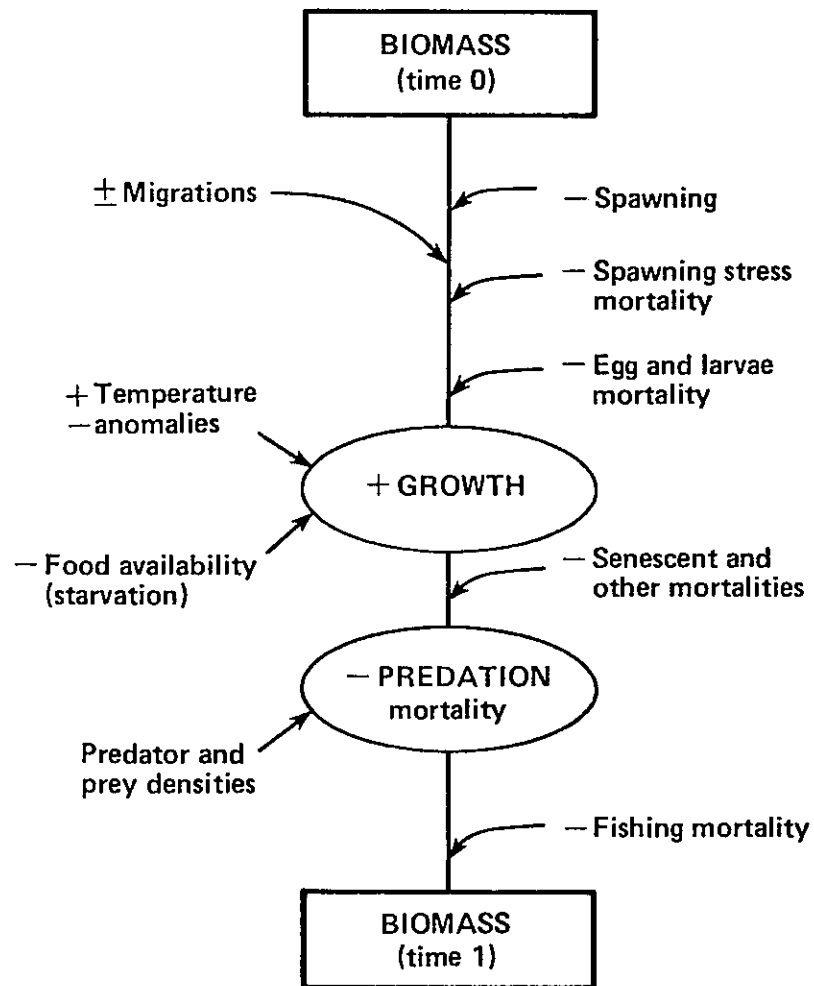 BIOMASS
(time 0)
± Migrations
− Spawning
− Spawning stress
mortality
− Egg and larvae
mortality
+ Temperature
− anomalies
+ GROWTH
− Food availability
(starvation)
− Senescent and
other mortalities
− PREDATION
mortality
Predator and
prey densities
− Fishing mortality
BIOMASS
(time 1)